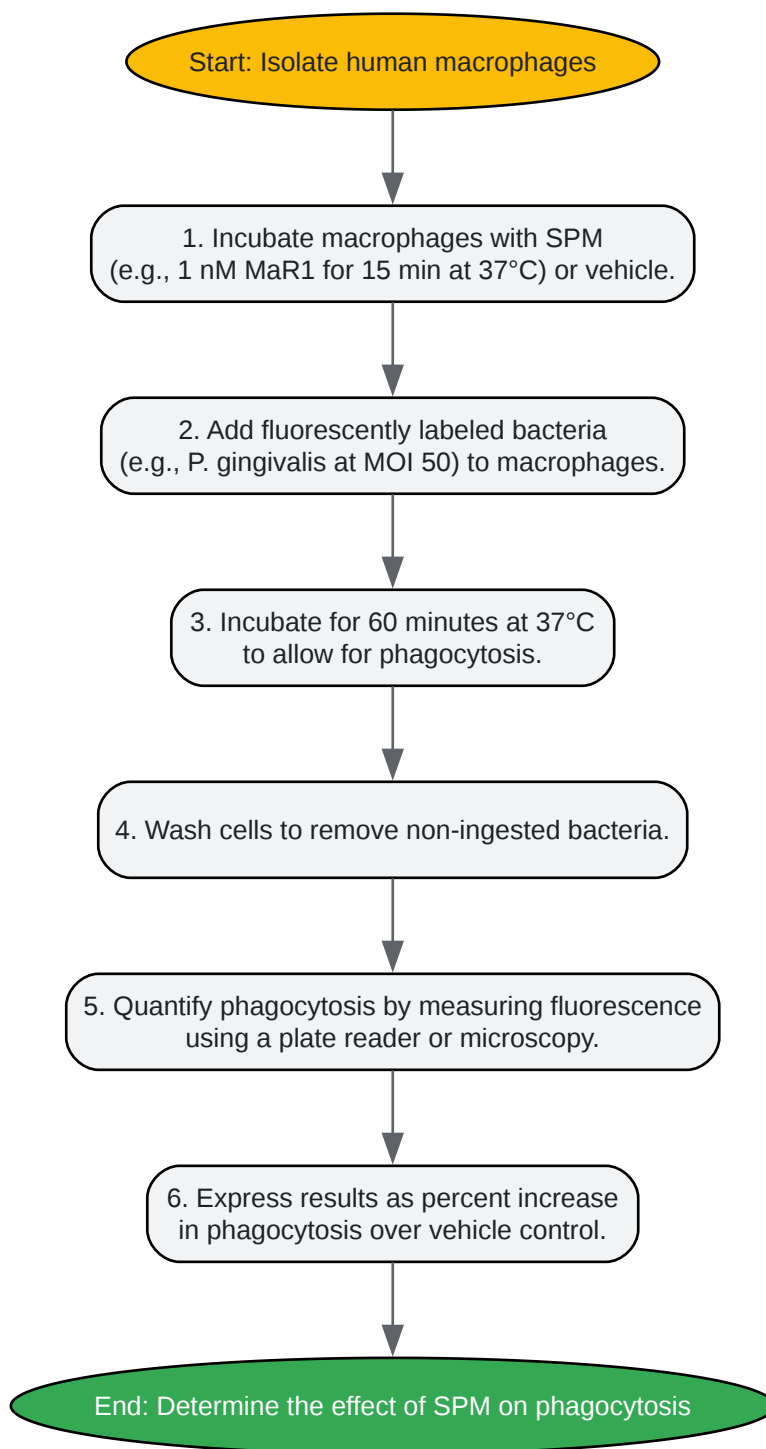 Start: Isolate human macrophages
1. Incubate macrophages with SPM
(e.g., 1 nM MaR1 for 15 min at 37°C) or vehicle.
2. Add fluorescently labeled bacteria
(e.g., P. gingivalis at MOI 50) to macrophages.
3. Incubate for 60 minutes at 37°C
to allow for phagocytosis.
4. Wash cells to remove non-ingested bacteria.
5. Quantify phagocytosis by measuring fluorescence
using a plate reader or microscopy.
6. Express results as percent increase
in phagocytosis over vehicle control.
End: Determine the effect of SPM on phagocytosis